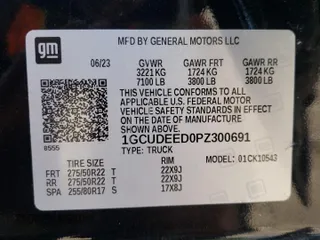 gm
MFD BY GENERAL MOTORS LLC
06/23 GVWR GAWR FRT GAWR RR
3221 KG 1724 KG 1724 KG
7100 LB 3800 LB 3800 LB
THIS VEHICLE CONFORMS TO ALL
APPLICABLE U.S. FEDERAL MOTOR
VEHICLE SAFETY STANDARDS IN EFFECT
ON THE DATE OF MANUFACTURE
SHOWN ABOVE.
1GCUDEED0PZ300691
8555 TYPE: TRUCK MODEL: 01CK10543
TIRE SIZE RIM
FRT 275/50R22 T 22X9J
RR 275/50R22 T 22X9J
SPA 255/80R17 S 17X8J